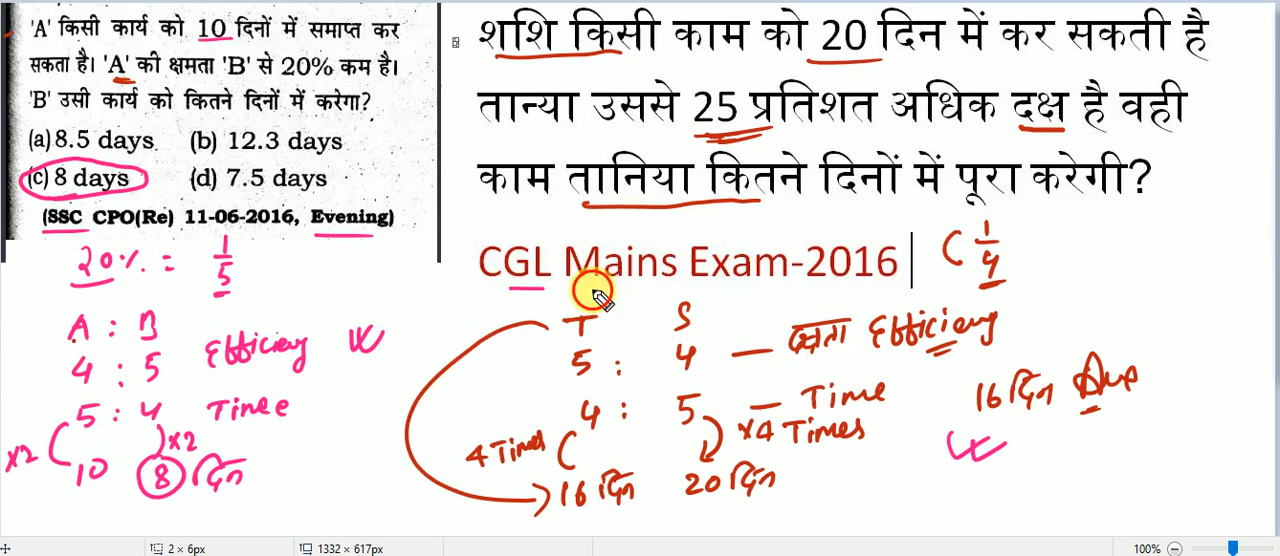 'A' किसी कार्य को 10 दिनों में समाप्त कर
सकता है। 'A' की क्षमता 'B' से 20% कम है।
'B' उसी कार्य को कितने दिनों में करेगा?
(a) 8.5 days (b) 12.3 days
(c) 8 days (d) 7.5 days
(SSC CPO(Re) 11-06-2016, Evening)
20% = 1/5
A : B
4 : 5 Efficieny
5 : 4 Time
×2 ×2
10 8 दिन
शशि किसी काम को 20 दिन में कर सकती है
तान्या उससे 25 प्रतिशत अधिक दक्ष है वही
काम तानिया कितने दिनों में पूरा करेगी?
CGL Mains Exam-2016
1/4
T S
5 : 4 — क्षमता Efficieny
4 : 5 — Time
4 Times ×4 Times
16 दिन 20 दिन
16 दिन Ans
2 × 6px 1332 × 617px 100%